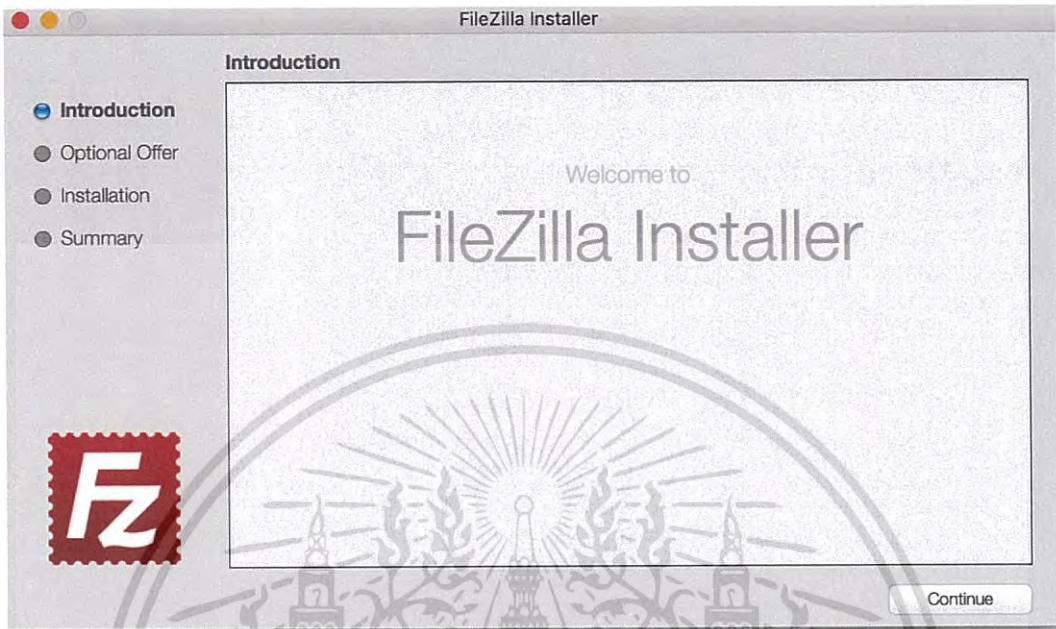 FileZilla Installer
Introduction
Introduction
Optional Offer
Installation
Summary
Welcome to
FileZilla Installer
Fz
Continue